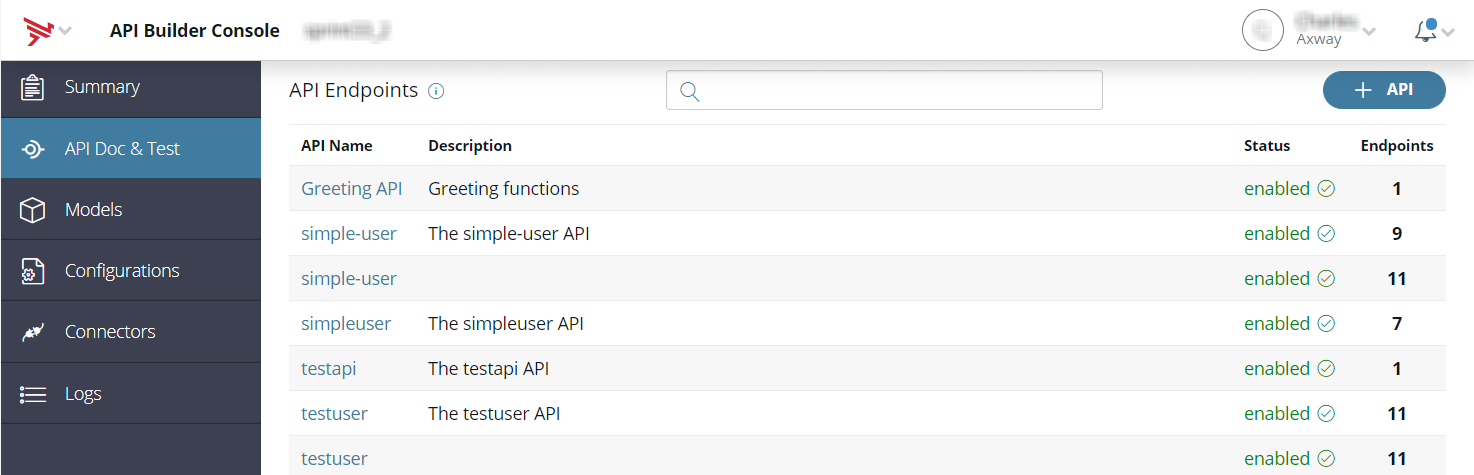 API Builder Console
Axway
Summary
API Doc & Test
Models
Configurations
Connectors
Logs
API Endpoints
+ API
API Name Description Status Endpoints
Greeting API Greeting functions enabled 1
simple-user The simple-user API enabled 9
simple-user enabled 11
simpleuser The simpleuser API enabled 7
testapi The testapi API enabled 1
testuser The testuser API enabled 11
testuser enabled 11